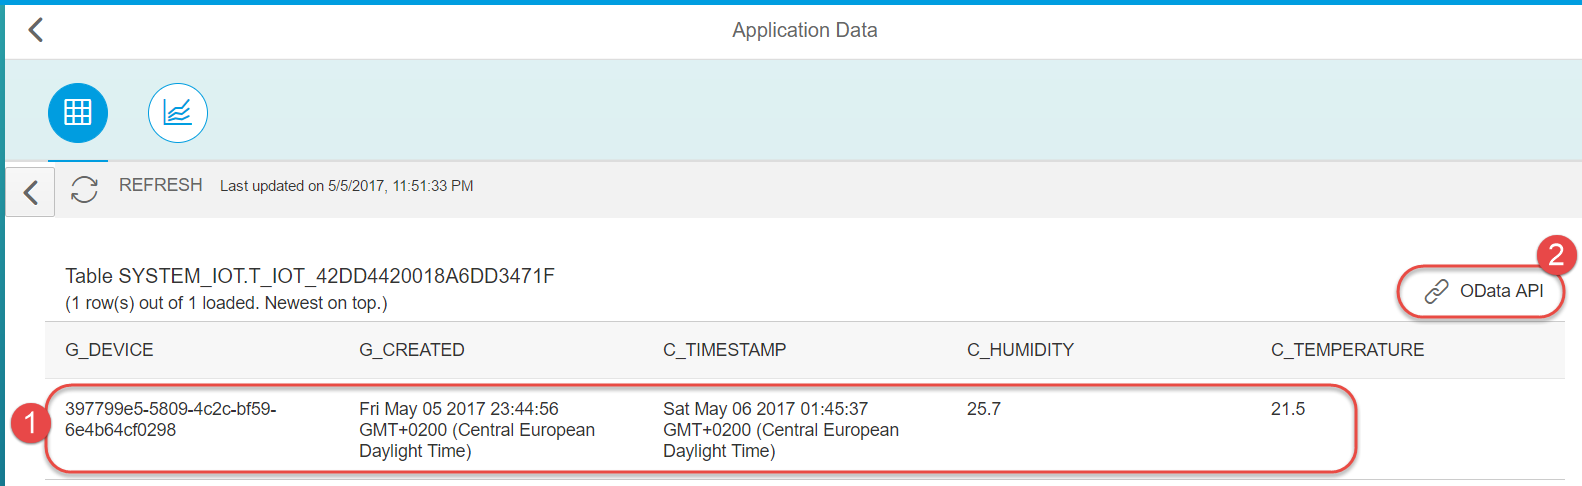 Application Data
REFRESH Last updated on 5/5/2017, 11:51:33 PM
2
Table SYSTEM_IOT.T_IOT_42DD4420018A6DD3471F
OData API
(1 row(s) out of 1 loaded. Newest on top.)
G_DEVICE G_CREATED C_TIMESTAMP C_HUMIDITY C_TEMPERATURE
1
397799e5-5809-4c2c-bf59- Fri May 05 2017 23:44:56 Sat May 06 2017 01:45:37 25.7 21.5
6e4b64cf0298 GMT+0200 (Central European GMT+0200 (Central European
Daylight Time) Daylight Time)